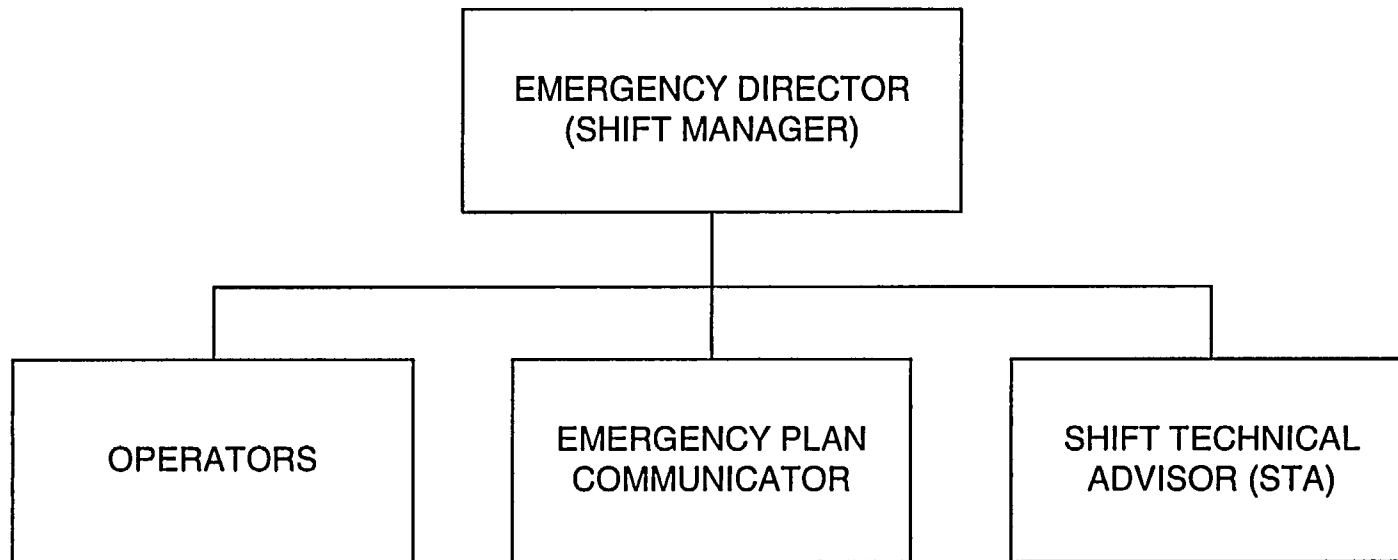 EMERGENCY DIRECTOR
(SHIFT MANAGER)
OPERATORS
EMERGENCY PLAN
COMMUNICATOR
SHIFT TECHNICAL
ADVISOR (STA)